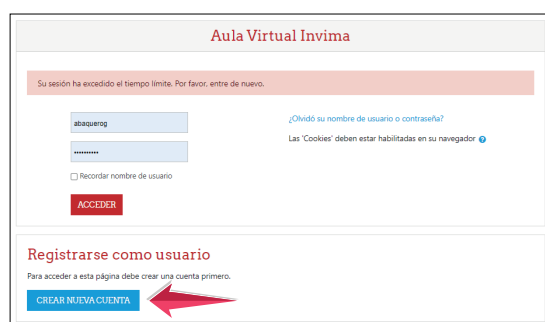 Aula Virtual Invima
Su sesión ha excedido el tiempo límite. Por favor, entre de nuevo.
abaquerog
¿Olvidó su nombre de usuario o contraseña?
Las 'Cookies' deben estar habilitadas en su navegador
••••••••••
Recordar nombre de usuario
ACCEDER
Registrarse como usuario
Para acceder a esta página debe crear una cuenta primero.
CREAR NUEVA CUENTA